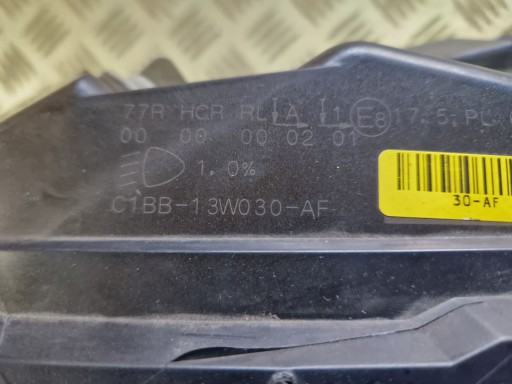 77R HCR RL A 1 E8 17.5 PL
00 00 00 02 01
1.0%
C1BB-13W030-AF
30-AF